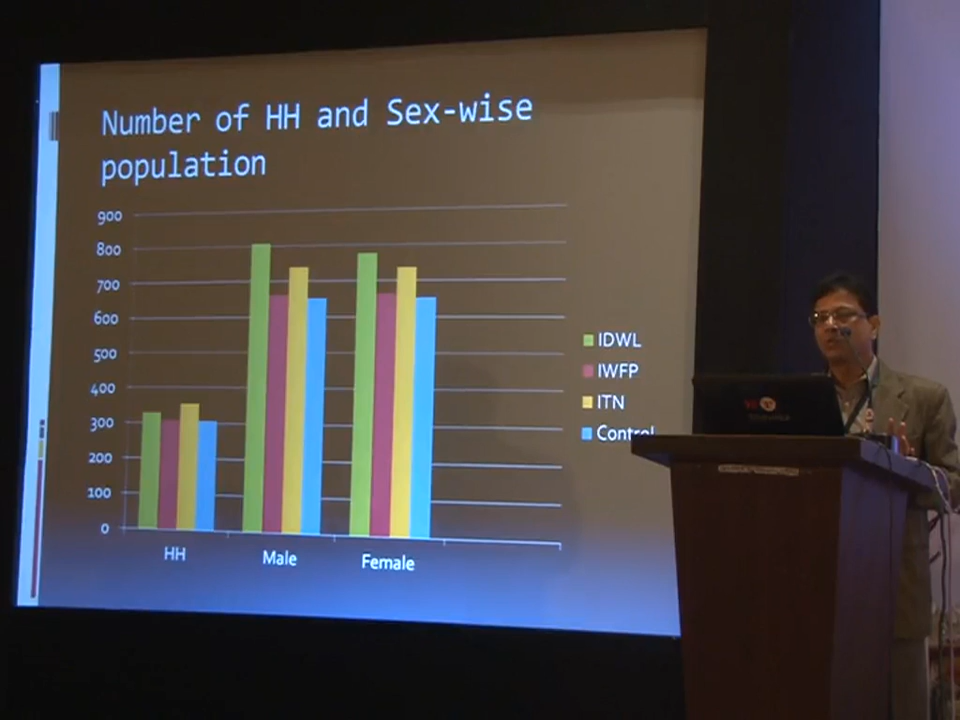 Number of HH and Sex-wise
population
900
800
700
600
500
400
300
200
100
0
HH
Male
Female
IDWL
IWFP
ITN
Control